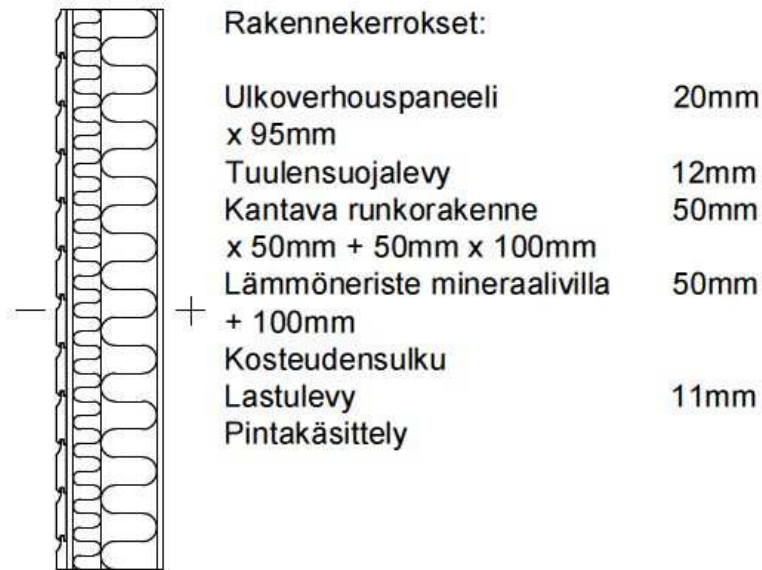 Rakennekerrokset:
Ulkoverhouspaneeli 20mm
x 95mm
Tuulensuojalevy 12mm
Kantava runkorakenne 50mm
x 50mm + 50mm x 100mm
Lämmöneriste mineraalivilla 50mm
+ 100mm
Kosteudensulku
Lastulevy 11mm
Pintakäsittely